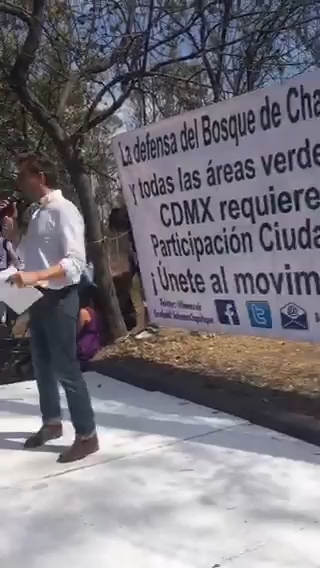 La defensa del Bosque de Cha
y todas las áreas verde
CDMX requiere
Participación Ciuda
¡ Únete al movim